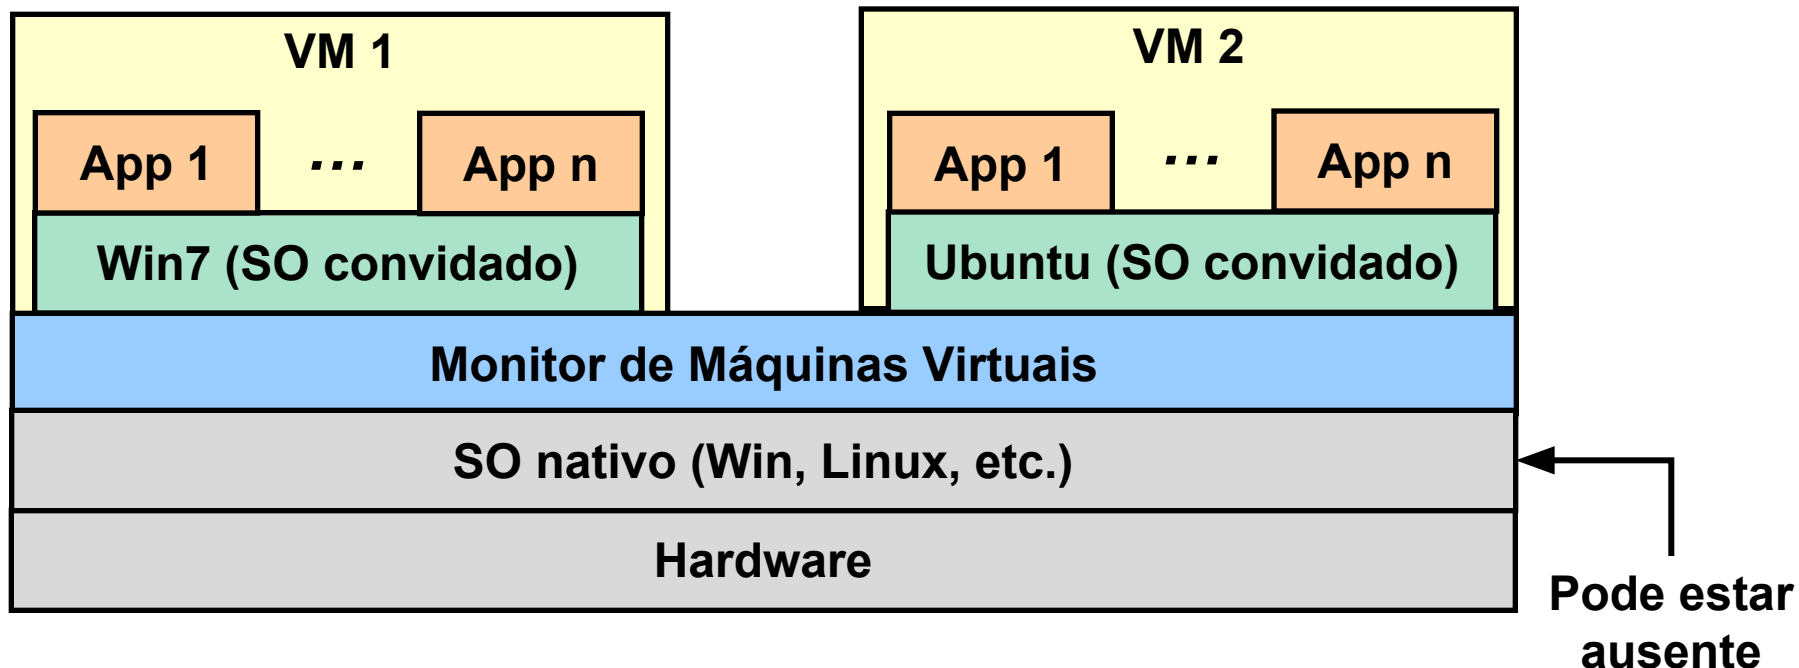 VM 1
VM 2
App 1 ... App n
App 1 ... App n
Win7 (SO convidado)
Ubuntu (SO convidado)
Monitor de Máquinas Virtuais
SO nativo (Win, Linux, etc.)
Hardware
Pode estar
ausente